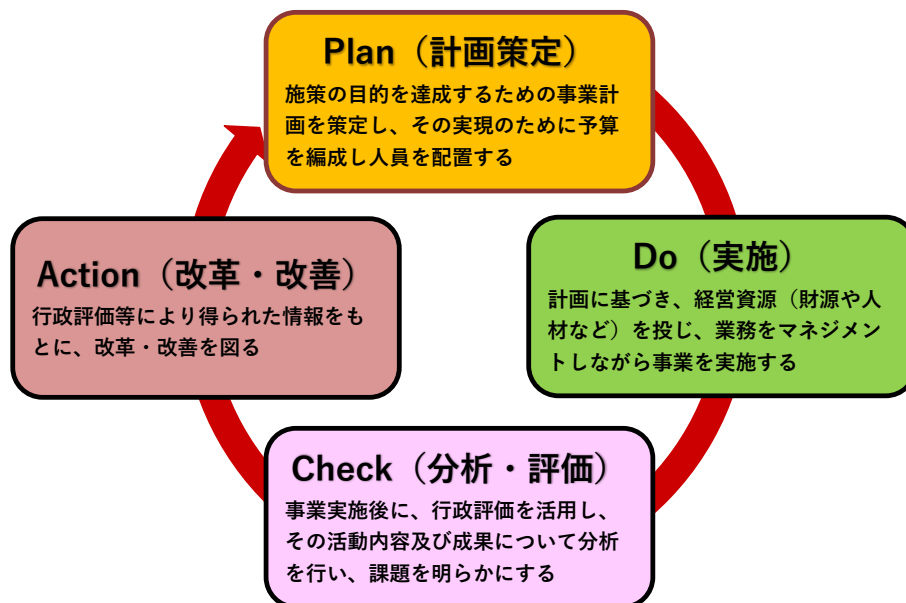 Plan（計画策定）
施策の目的を達成するための事業計
画を策定し、その実現のために予算
を編成し人員を配置する
Do（実施）
計画に基づき、経営資源（財源や人
材など）を投じ、業務をマネジメン
トしながら事業を実施する
Check（分析・評価）
事業実施後に、行政評価を活用し、
その活動内容及び成果について分析
を行い、課題を明らかにする
Action（改革・改善）
行政評価等により得られた情報をも
とに、改革・改善を図る